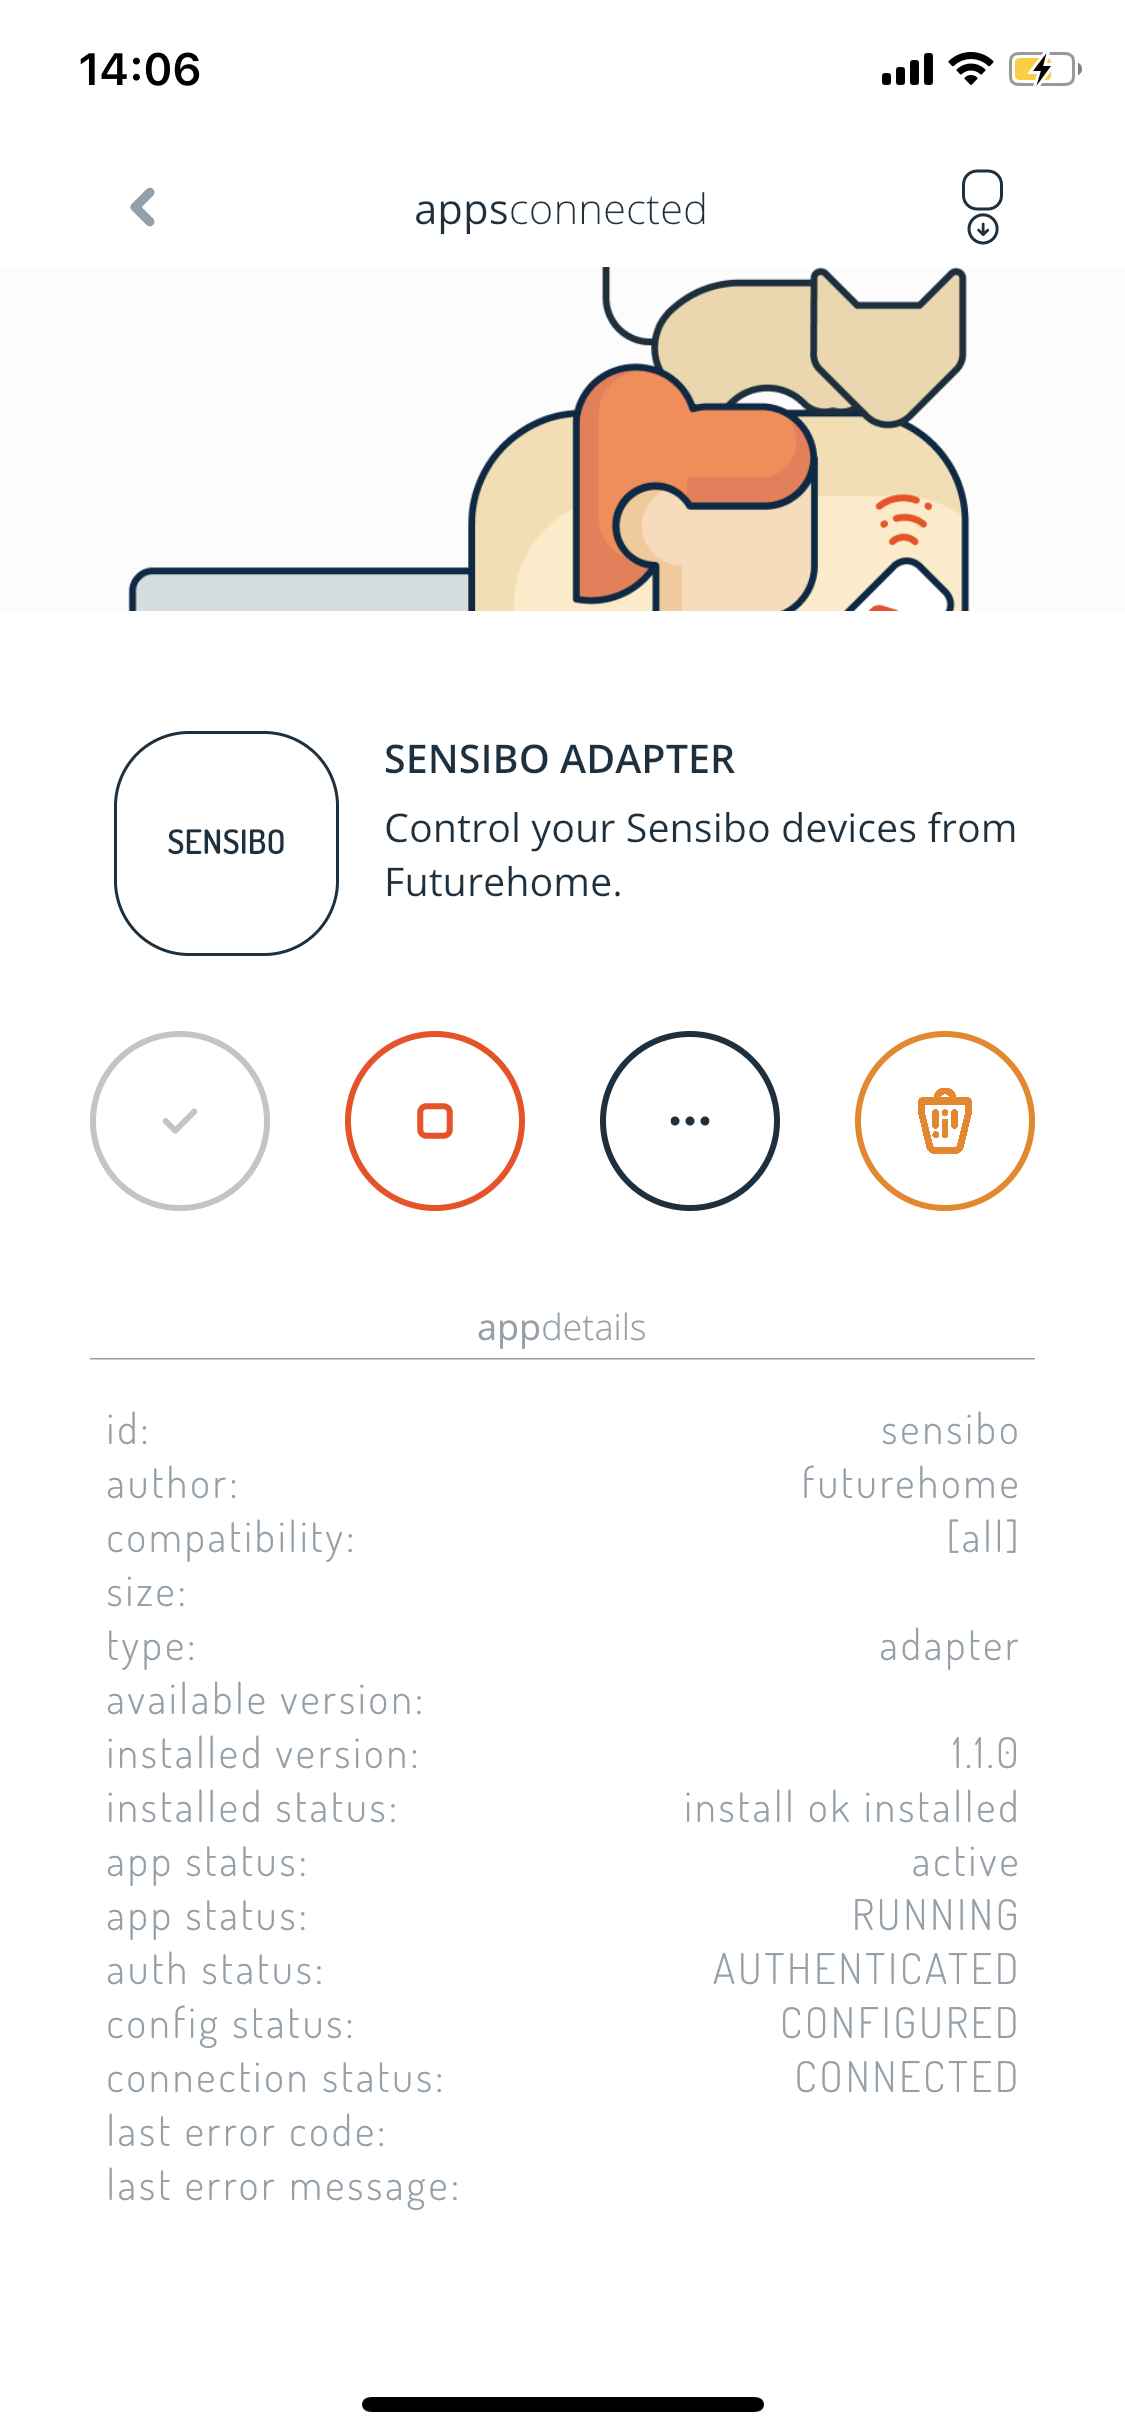 14:06
appsconnected
SENSIBO
SENSIBO ADAPTER
Control your Sensibo devices from
Futurehome.
appdetails
id: sensibo
author: futurehome
compatibility: [all]
size:
type: adapter
available version:
installed version: 1.1.0
installed status: install ok installed
app status: active
app status: RUNNING
auth status: AUTHENTICATED
config status: CONFIGURED
connection status: CONNECTED
last error code:
last error message: